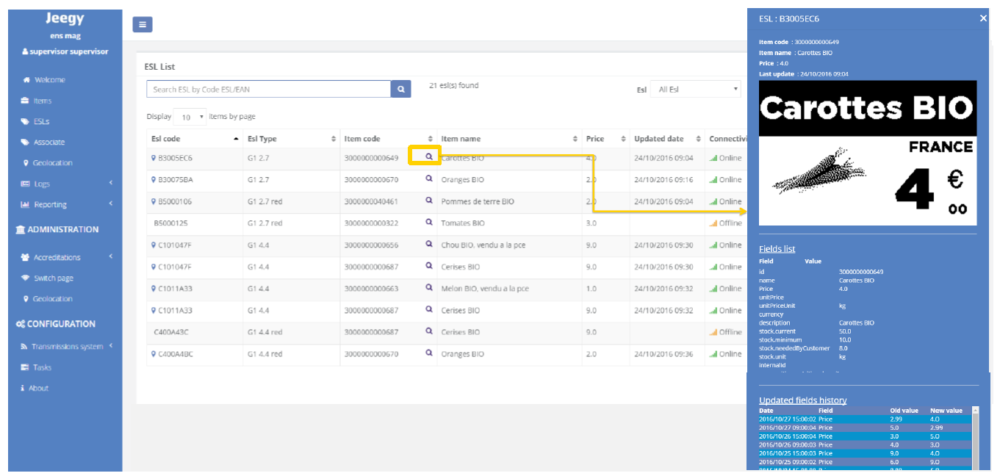 Jeegy
ens mag
supervisor supervisor
Welcome
Items
ESLs
Associate
Geolocation
Logs
Reporting
ADMINISTRATION
Accreditations
Switch page
Geolocation
CONFIGURATION
Transmissions system
Tasks
About
ESL List
Search ESL by Code ESL/EAN
21 esl(s) found
Esl All Esl
Display 10 items by page
Esl code Esl Type Item code Item name Price Updated date Connectivi
B3005EC6 G1 2.7 3000000000649 Carottes BIO 4.0 24/10/2016 09:04 Online
B30075BA G1 2.7 3000000000670 Oranges BIO 2.0 24/10/2016 09:16 Online
B5000106 G1 2.7 red 3000000040461 Pommes de terre BIO 2.0 24/10/2016 09:04 Online
B5000125 G1 2.7 red 3000000000322 Tomates BIO 3.0 Offline
C101047F G1 4.4 3000000000656 Chou BIO, vendu a la pce 9.0 24/10/2016 09:30 Online
C101047F G1 4.4 3000000000687 Cerises BIO 9.0 24/10/2016 09:30 Online
C1011A33 G1 4.4 3000000000663 Melon BIO, vendu a la pce 1.0 24/10/2016 09:32 Online
C1011A33 G1 4.4 3000000000687 Cerises BIO 9.0 24/10/2016 09:32 Online
C400A43C G1 4.4 red 3000000000687 Cerises BIO 9.0 Offline
C400A4BC G1 4.4 red 3000000000670 Oranges BIO 2.0 24/10/2016 09:36 Online
ESL : B3005EC6 ×
Item code : 3000000000649
Item name : Carottes BIO
Price : 4.0
Last update : 24/10/2016 09:04
Carottes BIO
FRANCE
4 €
00
Fields list
Field Value
id 3000000000649
name Carottes BIO
Price 4.0
unitPrice
unitPriceUnit kg
currency
description Carottes BIO
stock.current 50.0
stock.minimum 10.0
stock.neededByCustomer 8.0
stock.unit kg
internalId
Updated fields history
Date Field Old value New value
2016/10/27 15:00:02 Price 2.99 4.0
2016/10/27 09:00:04 Price 5.0 2.99
2016/10/26 15:00:04 Price 3.0 5.0
2016/10/26 09:00:03 Price 4.0 3.0
2016/10/25 15:00:03 Price 9.0 4.0
2016/10/25 09:00:02 Price 6.0 9.0